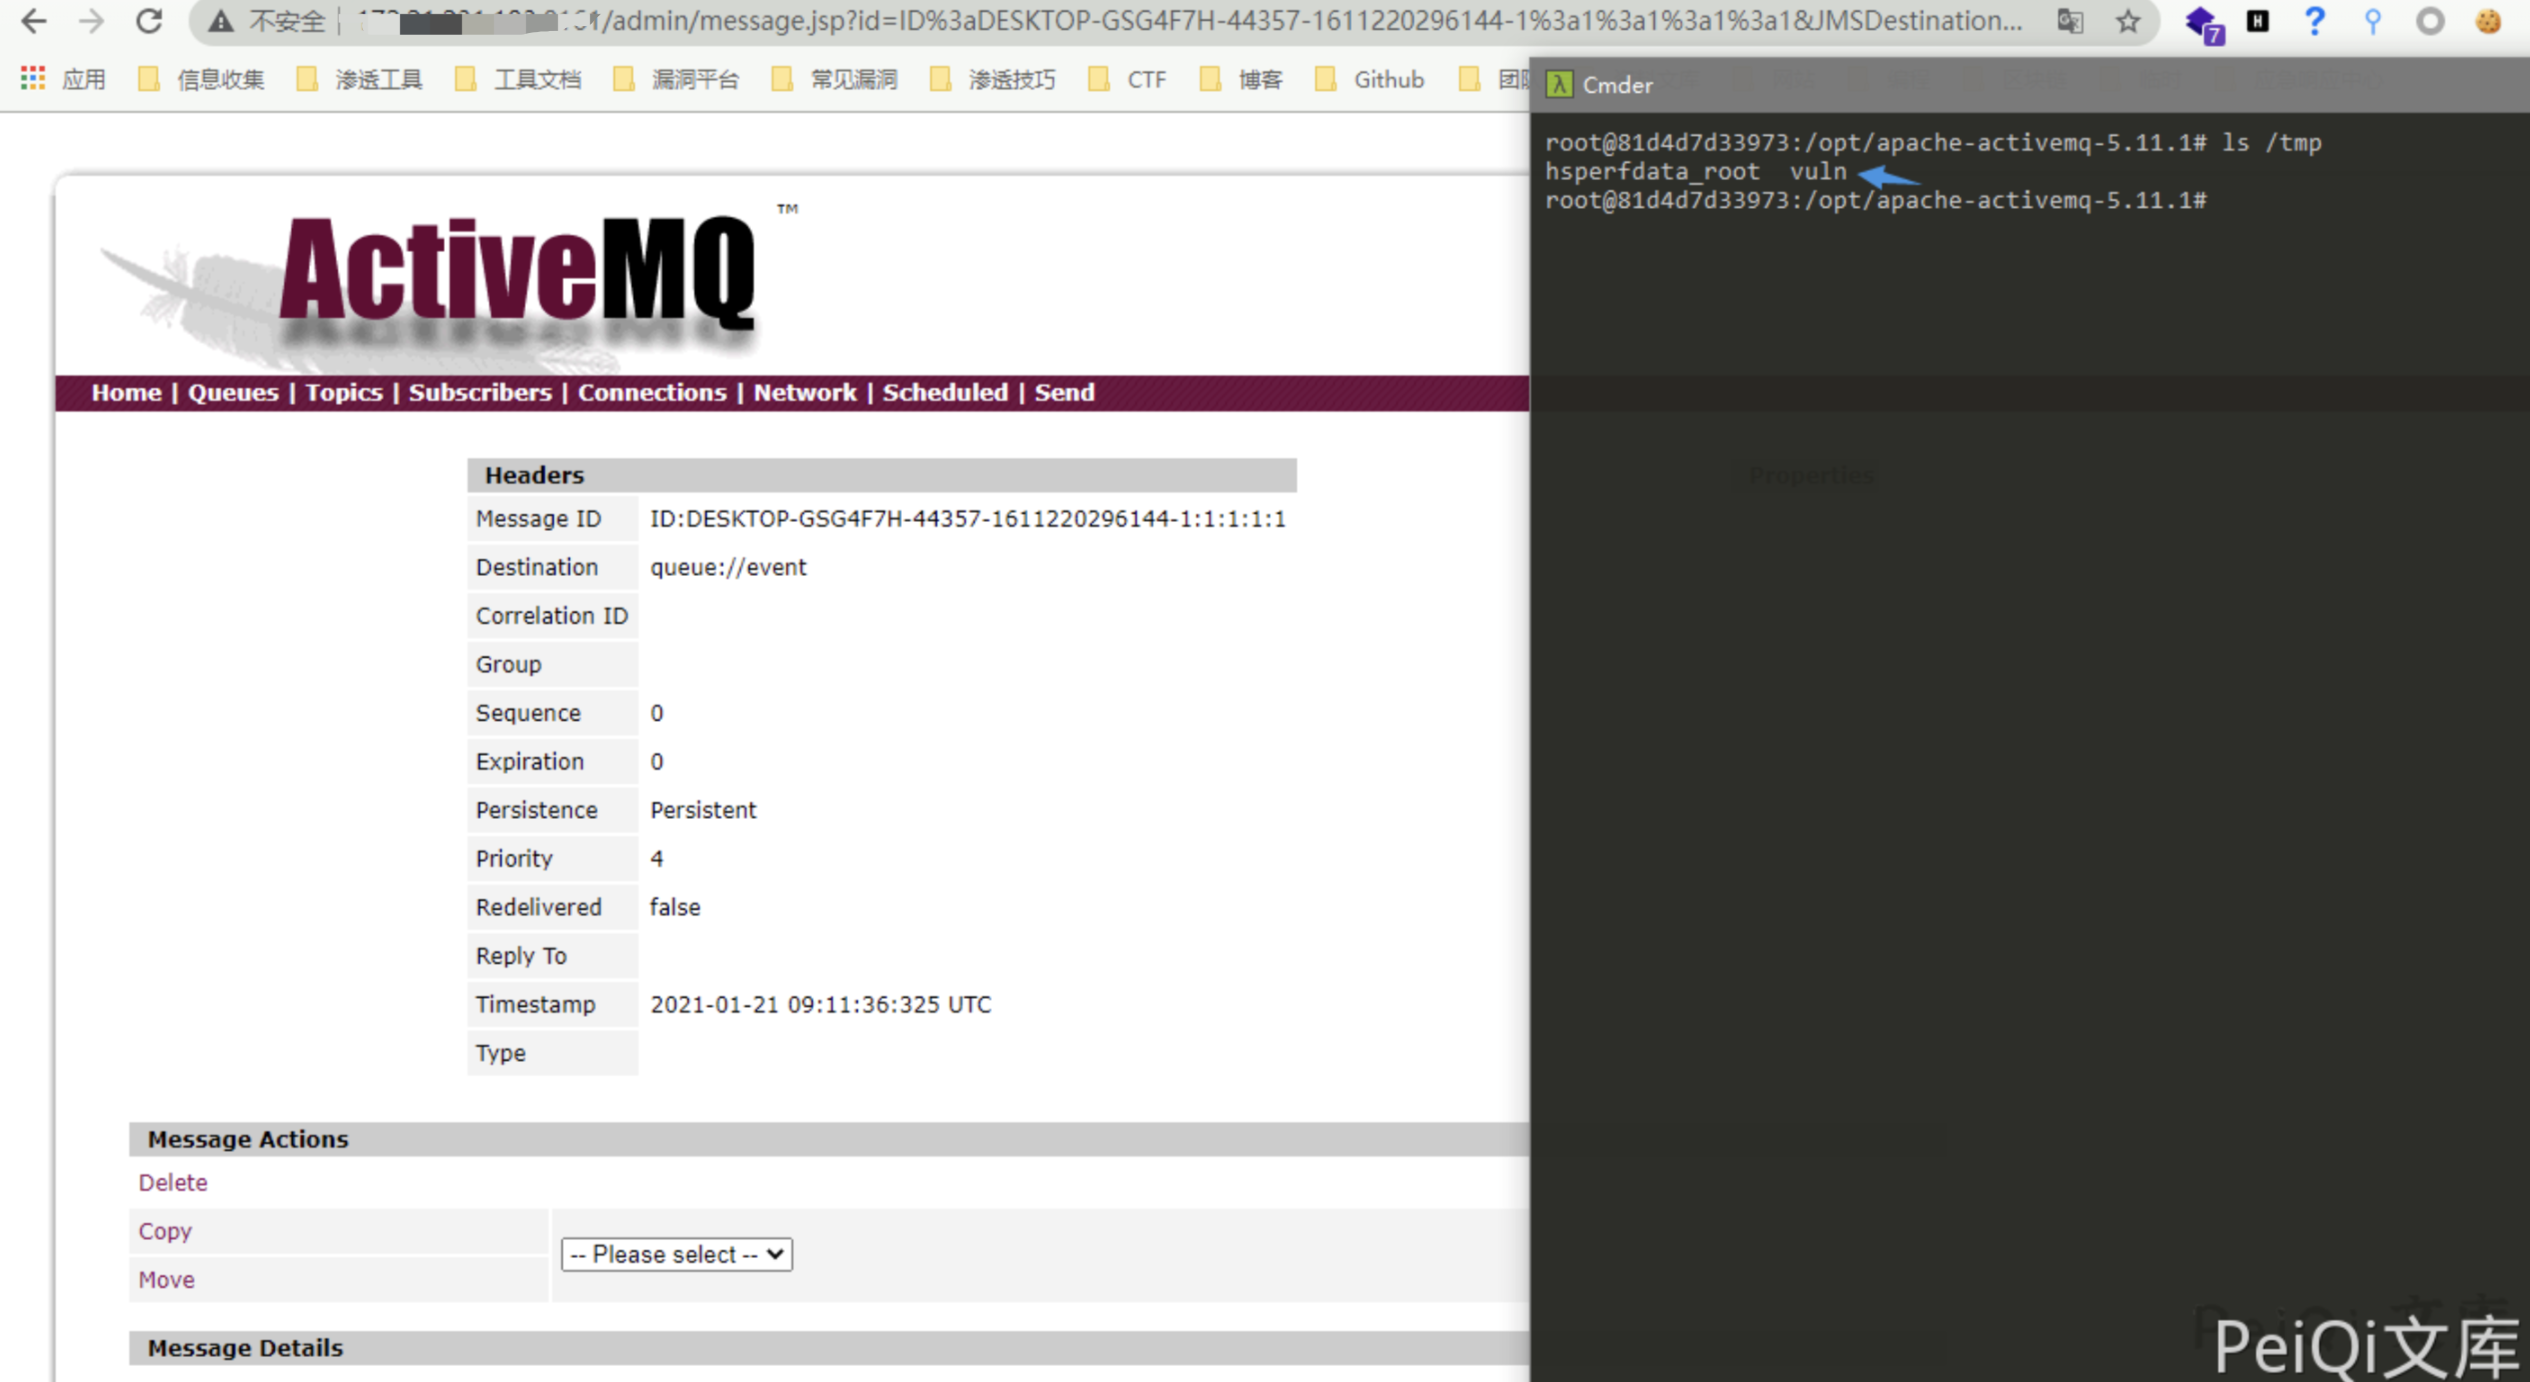 不安全
/admin/message.jsp?id=ID%3aDESKTOP-GSG4F7H-44357-1611220296144-1%3a1%3a1%3a1%3a1&JMSDestination...
7
H
?
应用 信息收集 渗透工具 工具文档 漏洞平台 常见漏洞 渗透技巧 CTF 博客 Github
λ Cmder
root@81d4d7d33973:/opt/apache-activemq-5.11.1# ls /tmp
hsperfdata_root vuln
root@81d4d7d33973:/opt/apache-activemq-5.11.1#
ActiveMQ ™
Home | Queues | Topics | Subscribers | Connections | Network | Scheduled | Send
Headers
Properties
Message ID ID:DESKTOP-GSG4F7H-44357-1611220296144-1:1:1:1:1
Destination queue://event
Correlation ID
Group
Sequence 0
Expiration 0
Persistence Persistent
Priority 4
Redelivered false
Reply To
Timestamp 2021-01-21 09:11:36:325 UTC
Type
Message Actions
Delete
Copy
-- Please select --
Move
Message Details
PeiQi文库